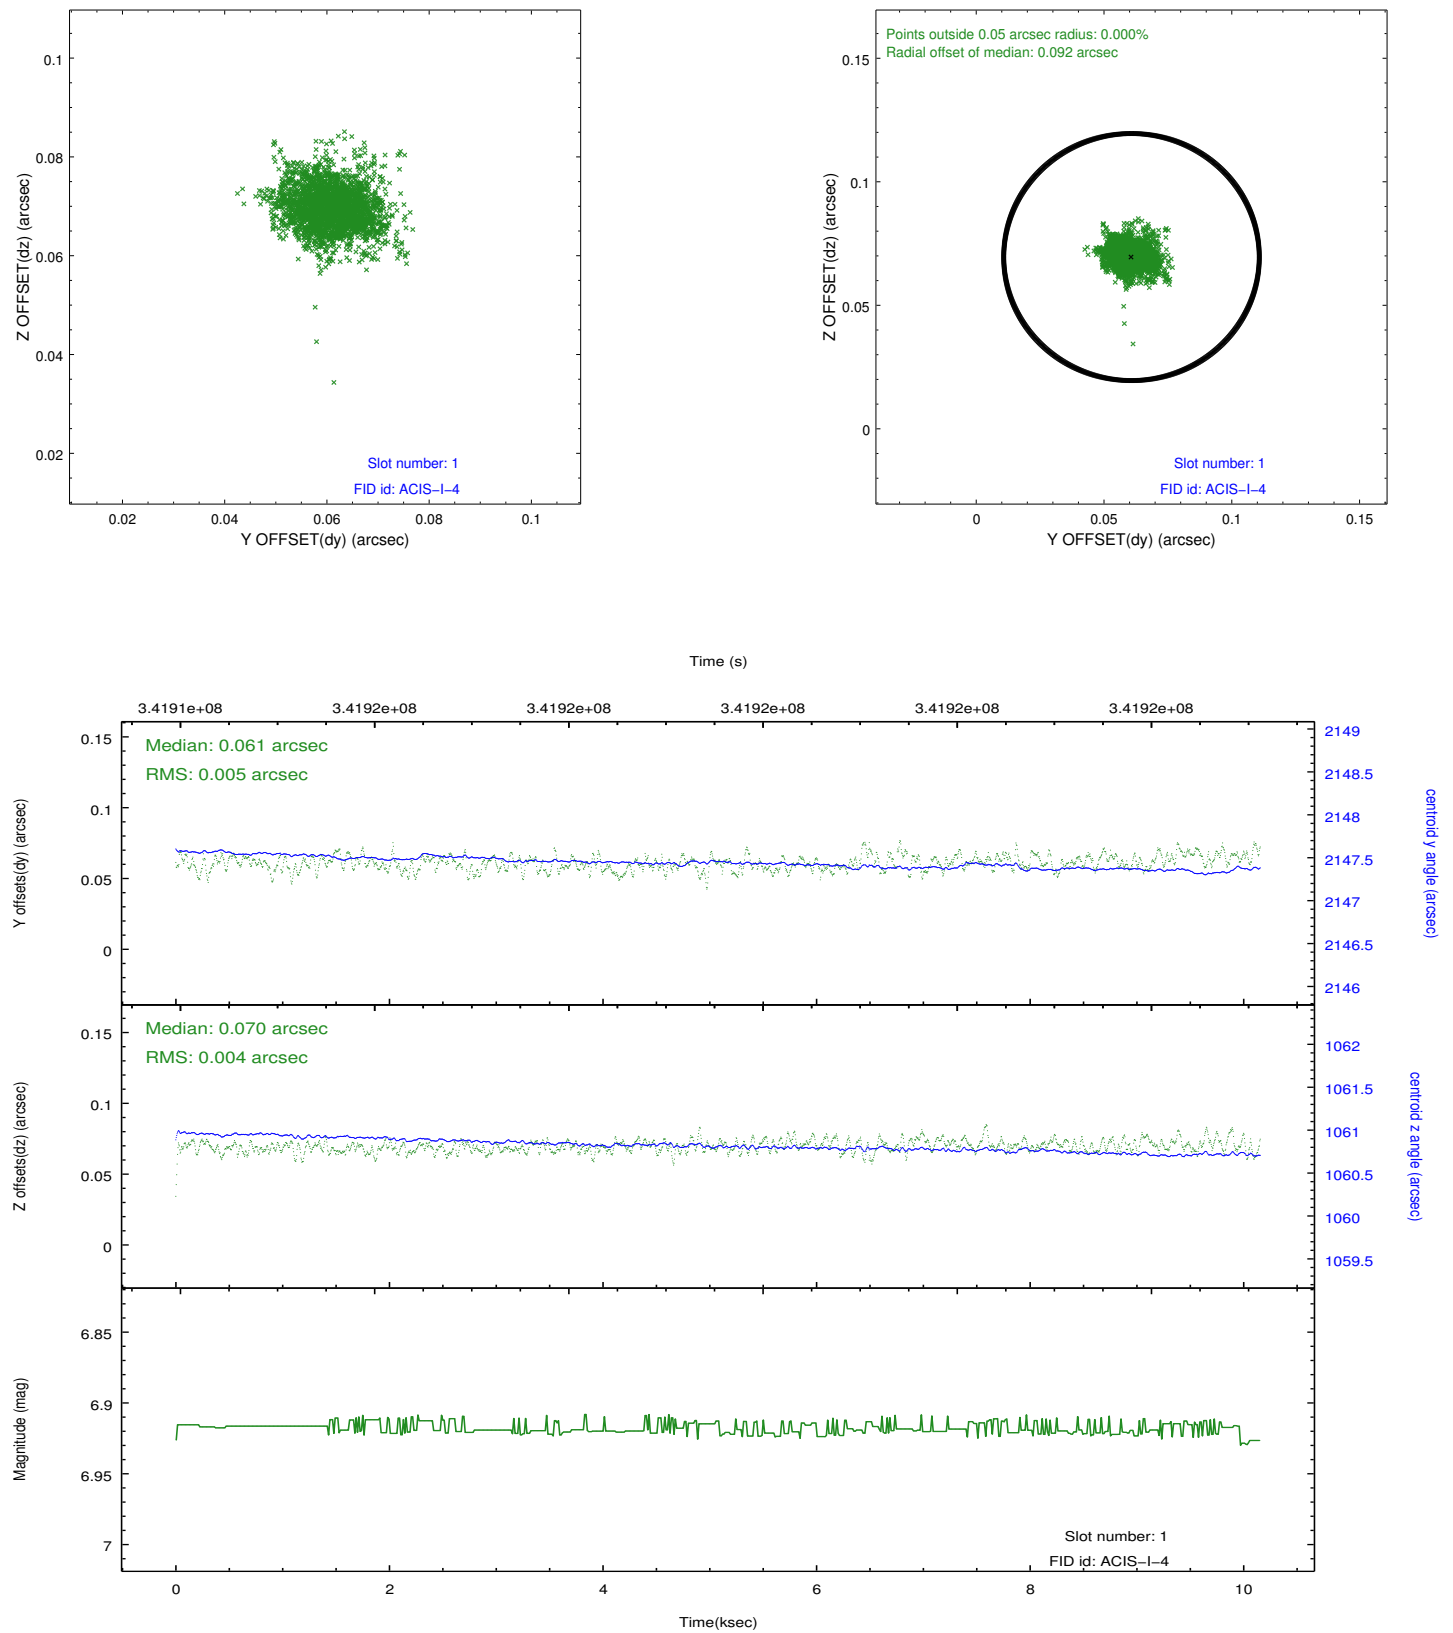 0.1
0.08
0.06
0.04
0.02
Z OFFSET(dz) (arcsec)
Slot number: 1
FID id: ACIS−I−4
0.02 0.04 0.06 0.08 0.1
Y OFFSET(dy) (arcsec)
Points outside 0.05 arcsec radius: 0.000%
Radial offset of median: 0.092 arcsec
0.15
0.1
0.05
0
Z OFFSET(dz) (arcsec)
Slot number: 1
FID id: ACIS−I−4
0 0.05 0.1 0.15
Y OFFSET(dy) (arcsec)
Time (s)
3.4191e+08 3.4192e+08 3.4192e+08 3.4192e+08 3.4192e+08 3.4192e+08
Median: 0.061 arcsec
RMS: 0.005 arcsec
0.15
0.1
0.05
0
Y offsets(dy) (arcsec)
2149
2148.5
2148
2147.5
2147
2146.5
2146
centroid y angle (arcsec)
Median: 0.070 arcsec
RMS: 0.004 arcsec
0.15
0.1
0.05
0
Z offsets(dz) (arcsec)
1062
1061.5
1061
1060.5
1060
1059.5
centroid z angle (arcsec)
6.85
6.9
6.95
7
Magnitude (mag)
Slot number: 1
FID id: ACIS−I−4
0 2 4 6 8 10
Time(ksec)